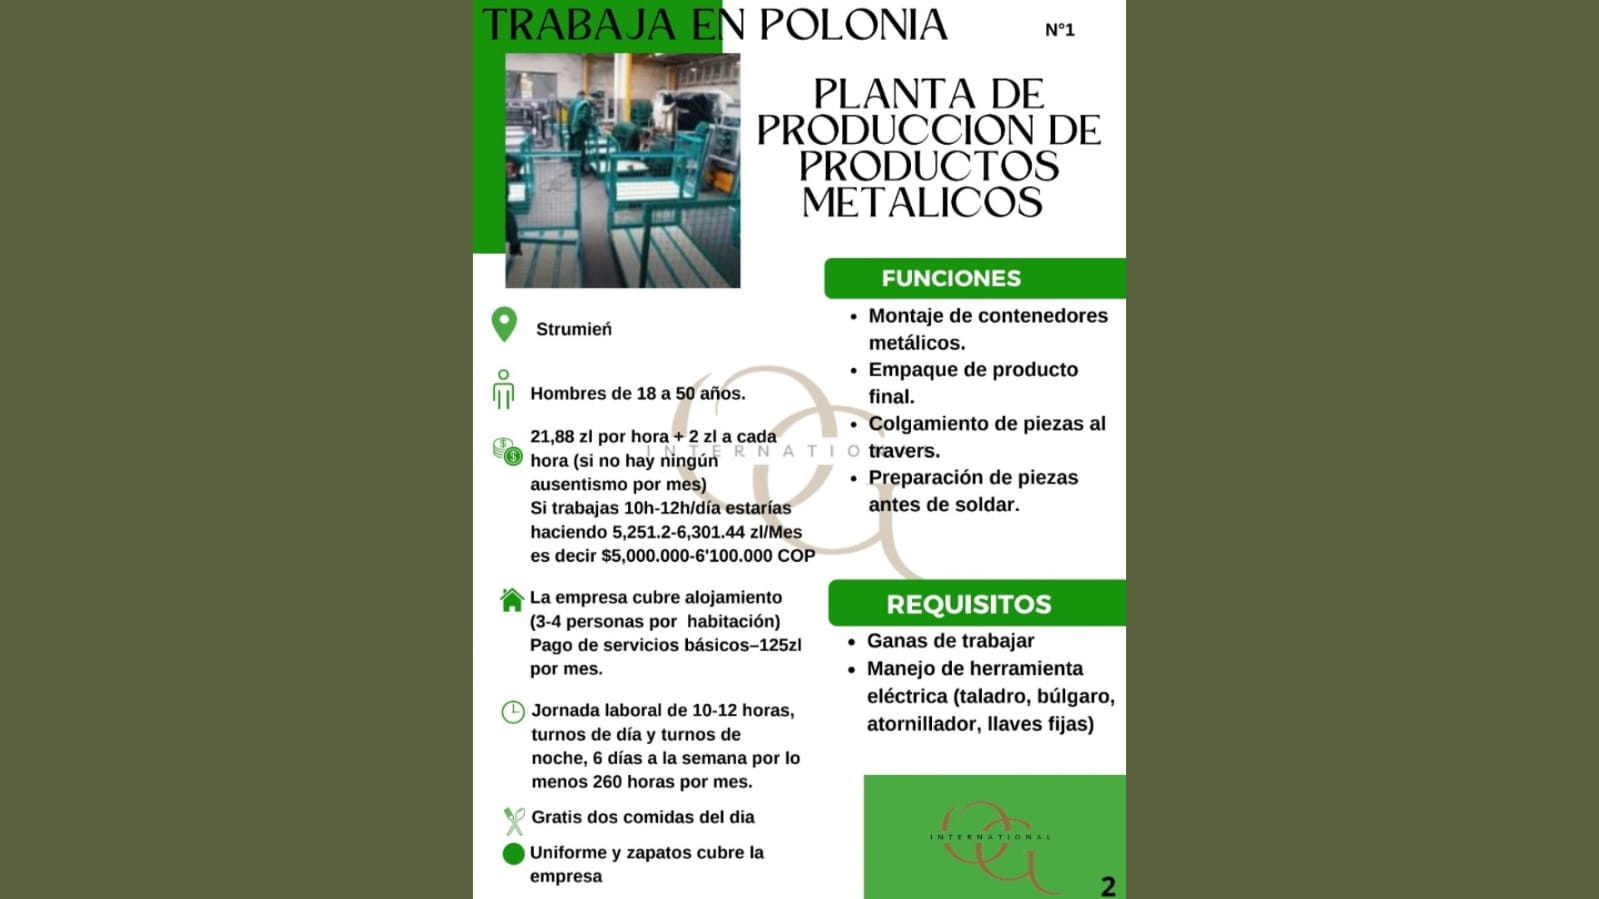 TRABAJA EN POLONIA
N°1
PLANTA DE
PRODUCCION DE
PRODUCTOS
METALICOS
Strumień
Hombres de 18 a 50 años.
21,88 zl por hora + 2 zl a cada
hora (si no hay ningún
ausentismo por mes)
Si trabajas 10h-12h/día estarías
haciendo 5,251.2-6,301.44 zl/Mes
es decir $5,000.000-6'100.000 COP
La empresa cubre alojamiento
(3-4 personas por habitación)
Pago de servicios básicos–125zl
por mes.
Jornada laboral de 10-12 horas,
turnos de día y turnos de
noche, 6 días a la semana por lo
menos 260 horas por mes.
Gratis dos comidas del dia
Uniforme y zapatos cubre la
empresa
FUNCIONES
• Montaje de contenedores
metálicos.
• Empaque de producto
final.
• Colgamiento de piezas al
travers.
• Preparación de piezas
antes de soldar.
REQUISITOS
• Ganas de trabajar
• Manejo de herramienta
eléctrica (taladro, búlgaro,
atornillador, llaves fijas)
OG
INTERNATIONAL
OG
INTERNATIONAL
2